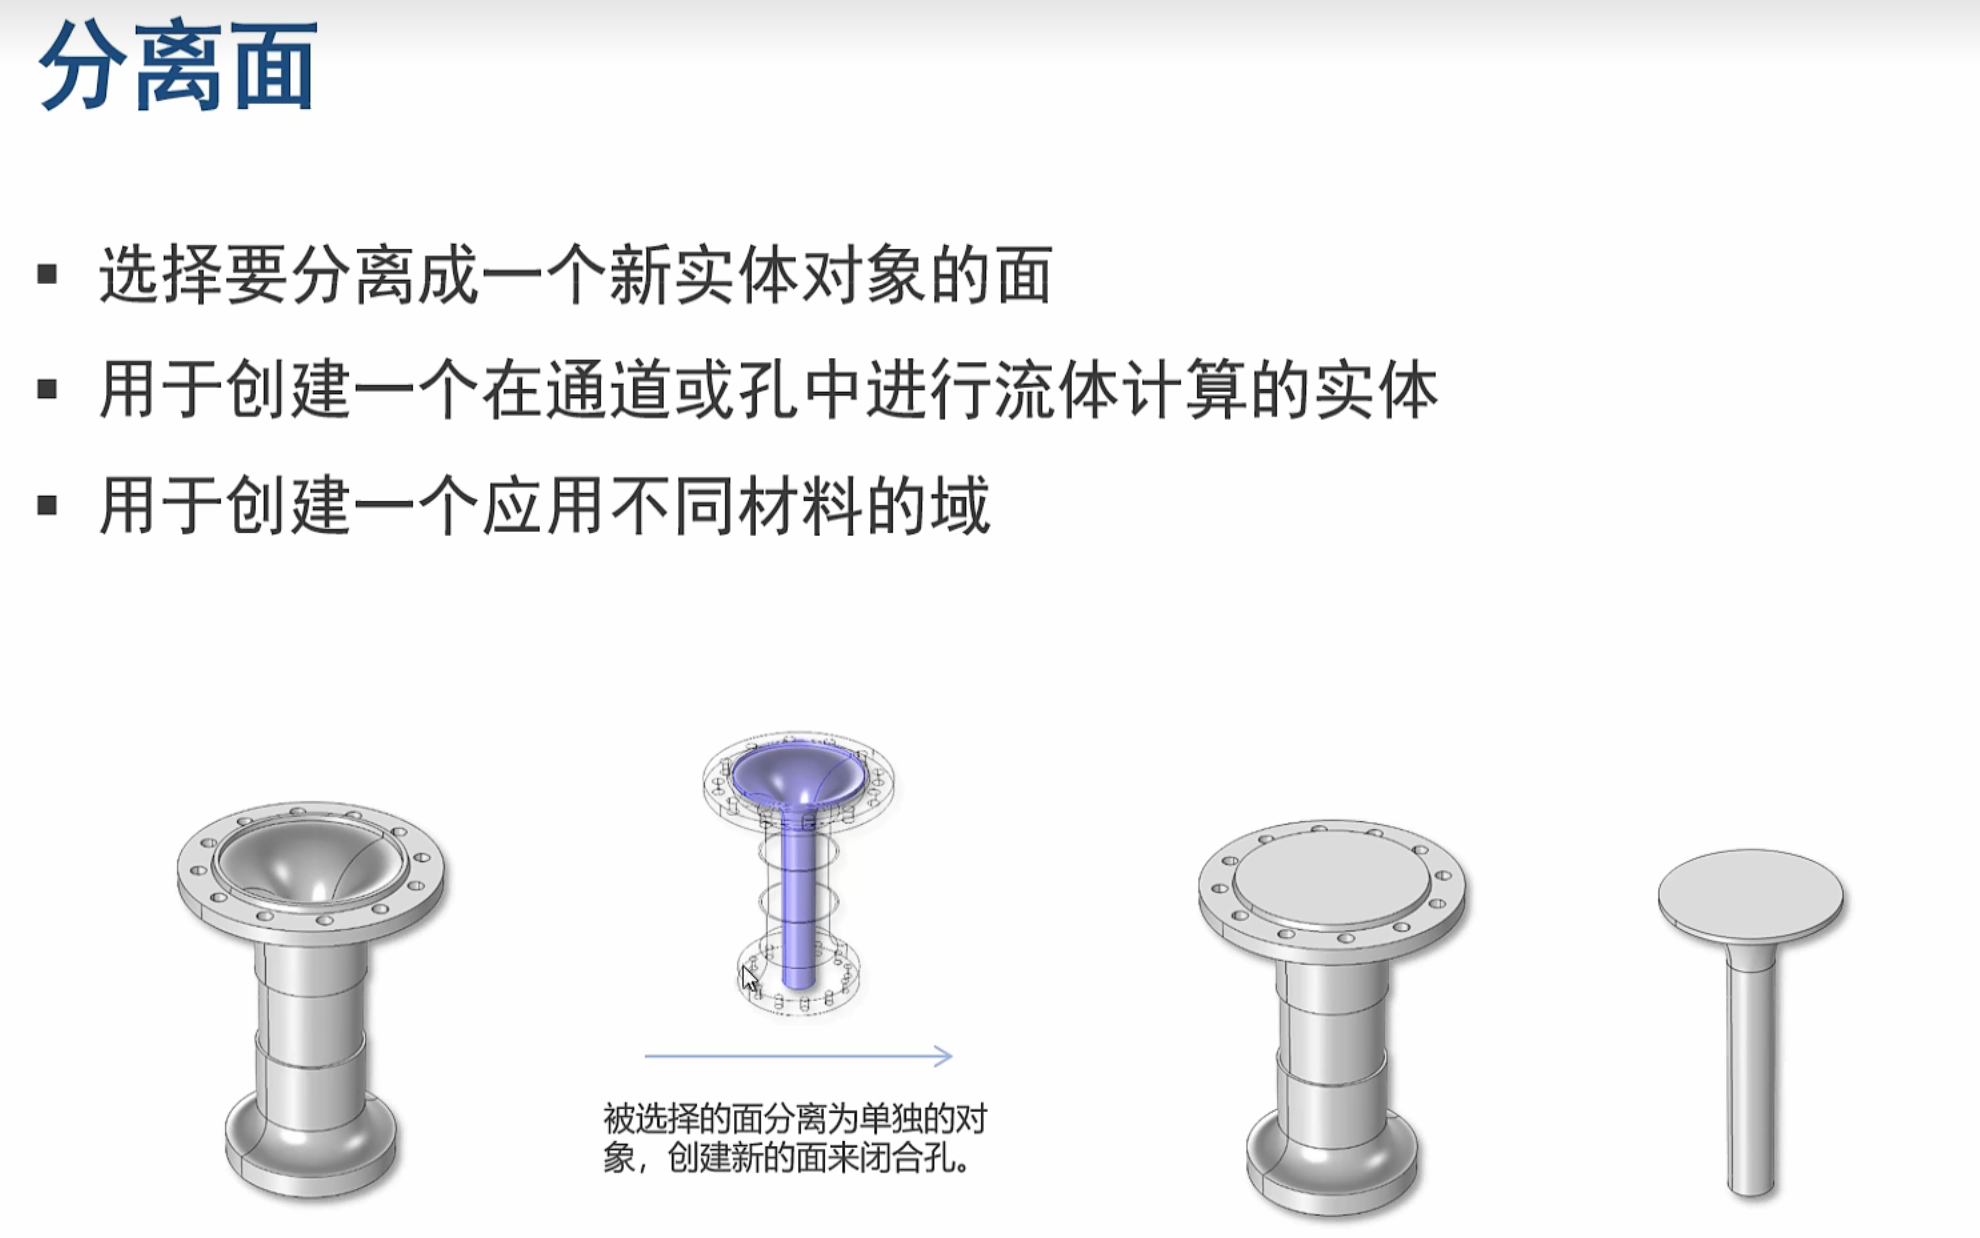 分离面
▪ 选择要分离成一个新实体对象的面
▪ 用于创建一个在通道或孔中进行流体计算的实体
▪ 用于创建一个应用不同材料的域
被选择的面分离为单独的对
象，创建新的面来闭合孔。